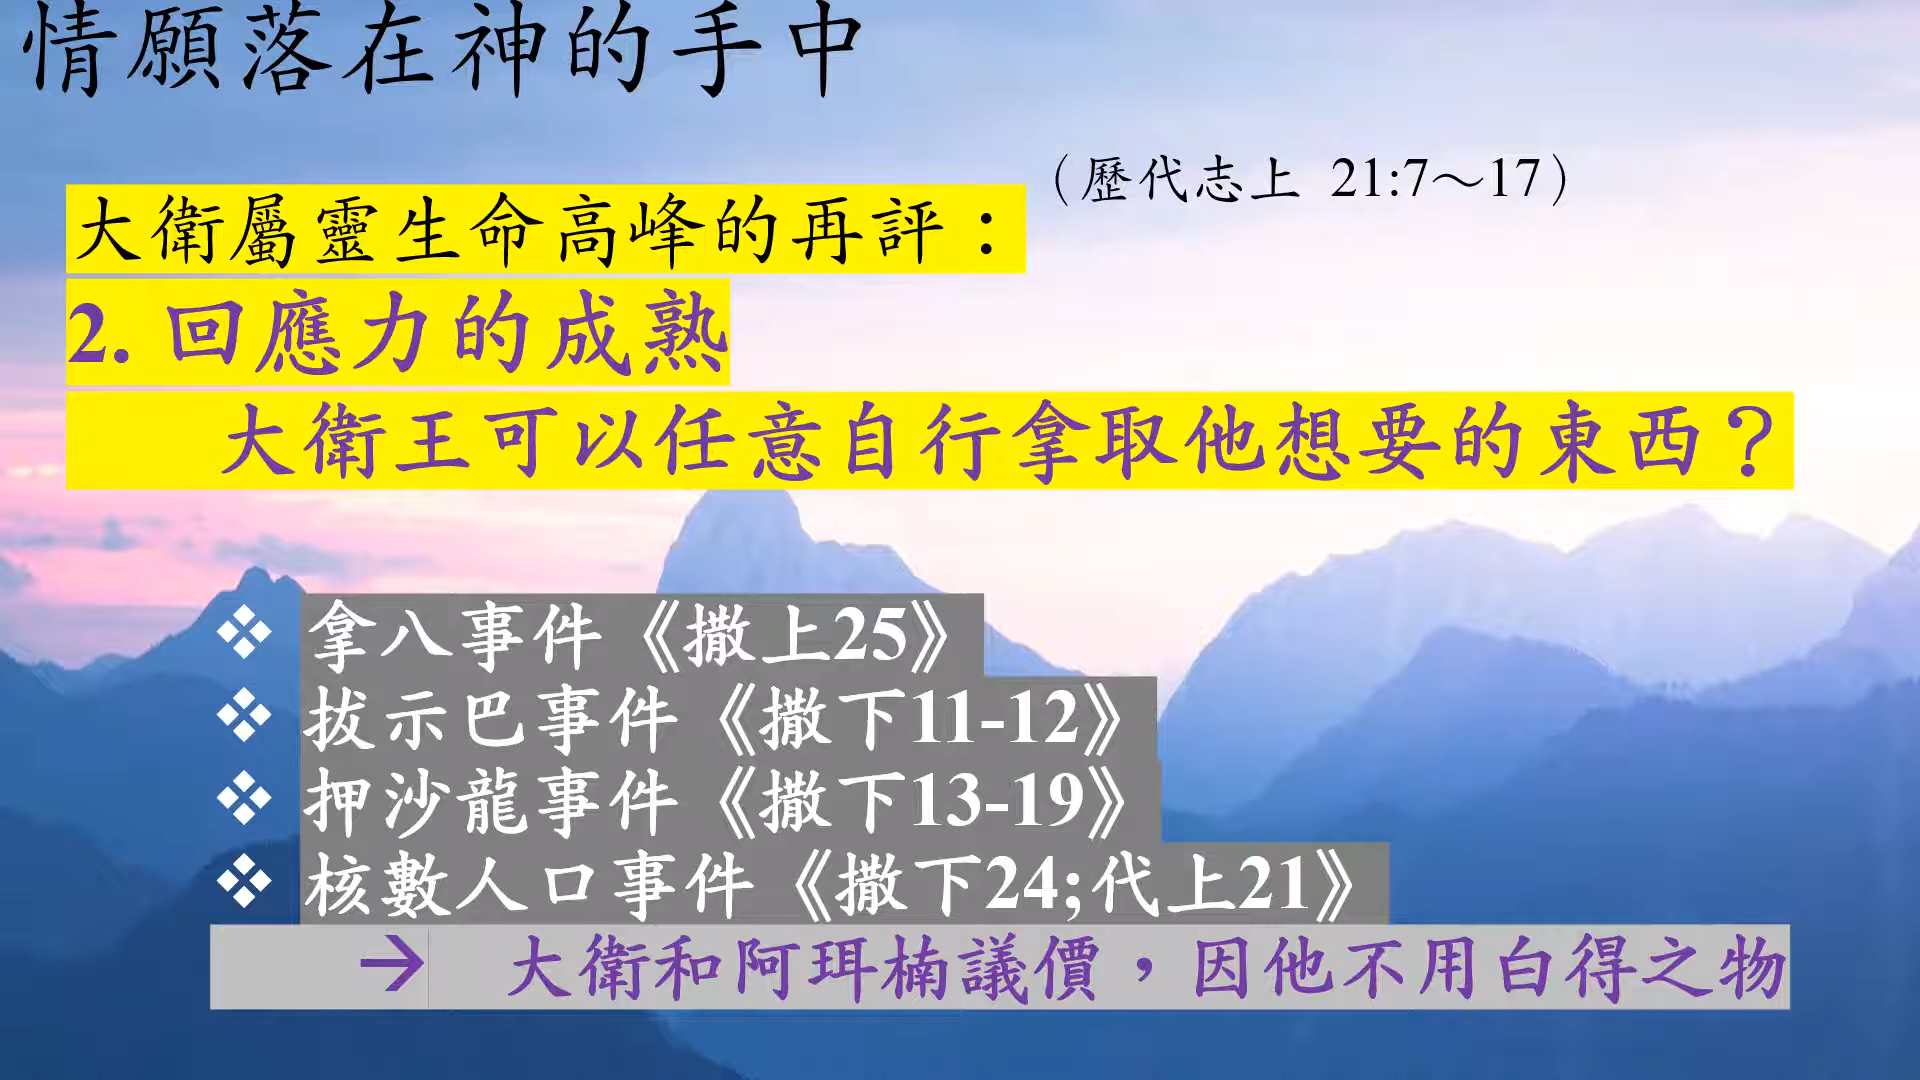 情願落在神的手中
（歷代志上 21:7～17）
大衛屬靈生命高峰的再評：
2. 回應力的成熟
大衛王可以任意自行拿取他想要的東西？
❖ 拿八事件《撒上25》
❖ 拔示巴事件《撒下11-12》
❖ 押沙龍事件《撒下13-19》
❖ 核數人口事件《撒下24;代上21》
→ 大衛和阿珥楠議價，因他不用白得之物